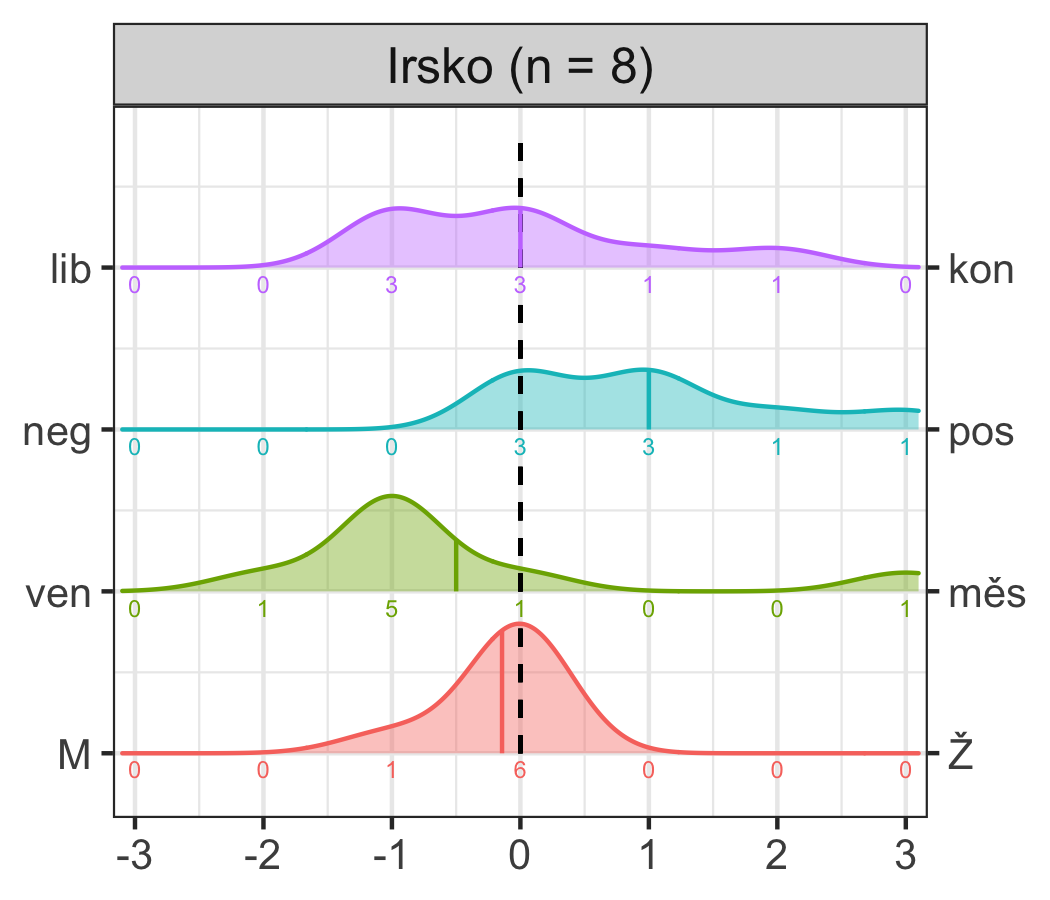 Irsko (n = 8)
lib kon
0 0 3 3 1 1 0
neg pos
0 0 0 3 3 1 1
ven měs
0 1 5 1 0 0 1
M Ž
0 0 1 6 0 0 0
-3 -2 -1 0 1 2 3